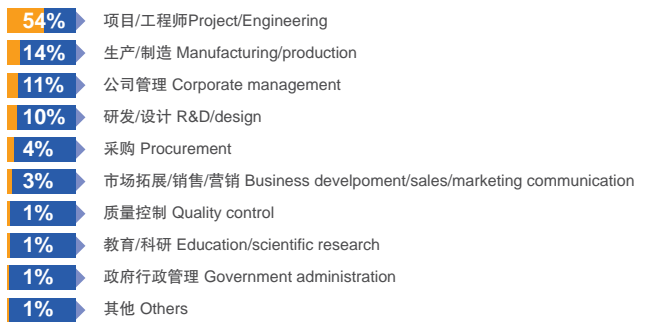 54% 项目/工程师Project/Engineering
14% 生产/制造 Manufacturing/production
11% 公司管理 Corporate management
10% 研发/设计 R&D/design
4% 采购 Procurement
3% 市场拓展/销售/营销 Business develpoment/sales/marketing communication
1% 质量控制 Quality control
1% 教育/科研 Education/scientific research
1% 政府行政管理 Government administration
1% 其他 Others